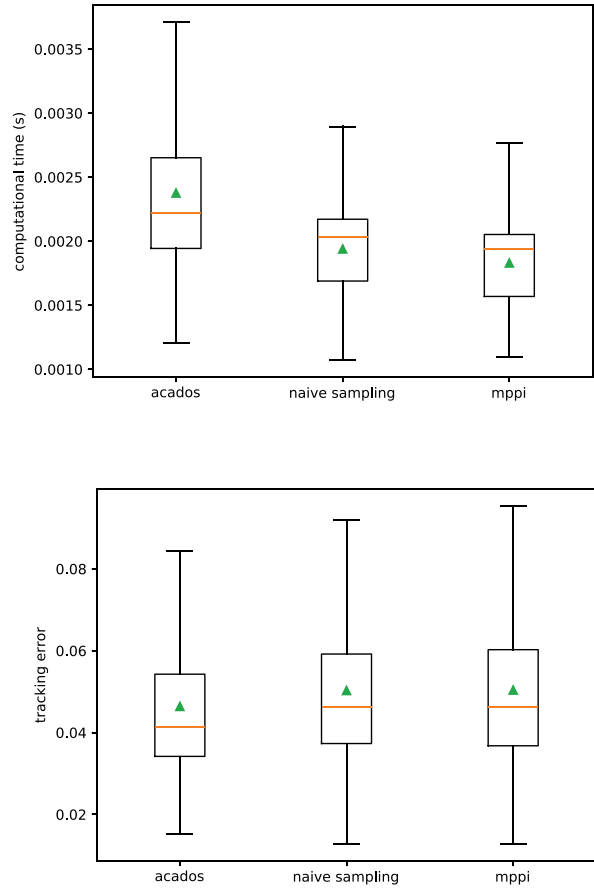 computational time (s)
0.0035
0.0030
0.0025
0.0020
0.0015
0.0010
acados naive sampling mppi
tracking error
0.08
0.06
0.04
0.02
acados naive sampling mppi